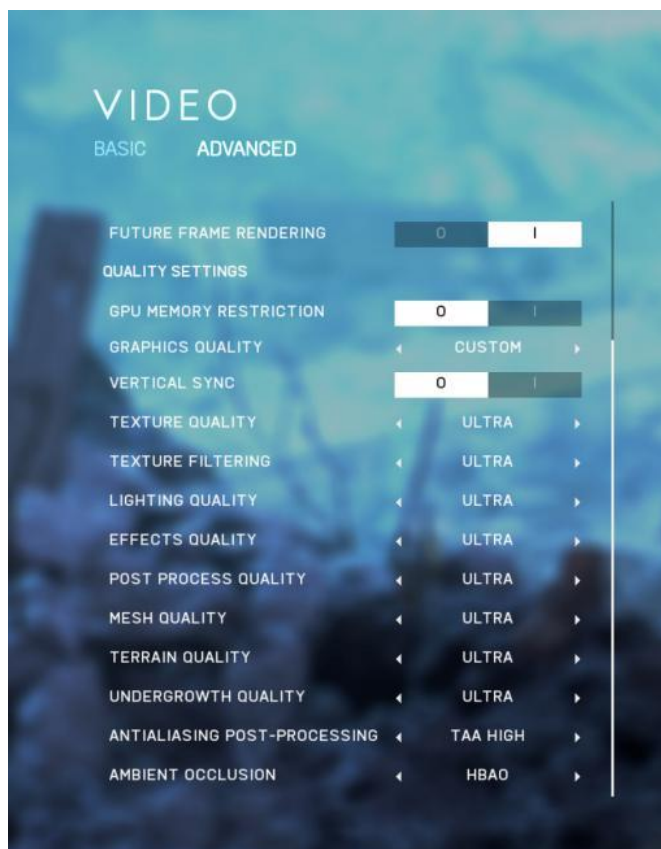 VIDEO
BASIC ADVANCED
FUTURE FRAME RENDERING O I
QUALITY SETTINGS
GPU MEMORY RESTRICTION O I
GRAPHICS QUALITY CUSTOM
VERTICAL SYNC O I
TEXTURE QUALITY ULTRA
TEXTURE FILTERING ULTRA
LIGHTING QUALITY ULTRA
EFFECTS QUALITY ULTRA
POST PROCESS QUALITY ULTRA
MESH QUALITY ULTRA
TERRAIN QUALITY ULTRA
UNDERGROWTH QUALITY ULTRA
ANTIALIASING POST-PROCESSING TAA HIGH
AMBIENT OCCLUSION HBAO